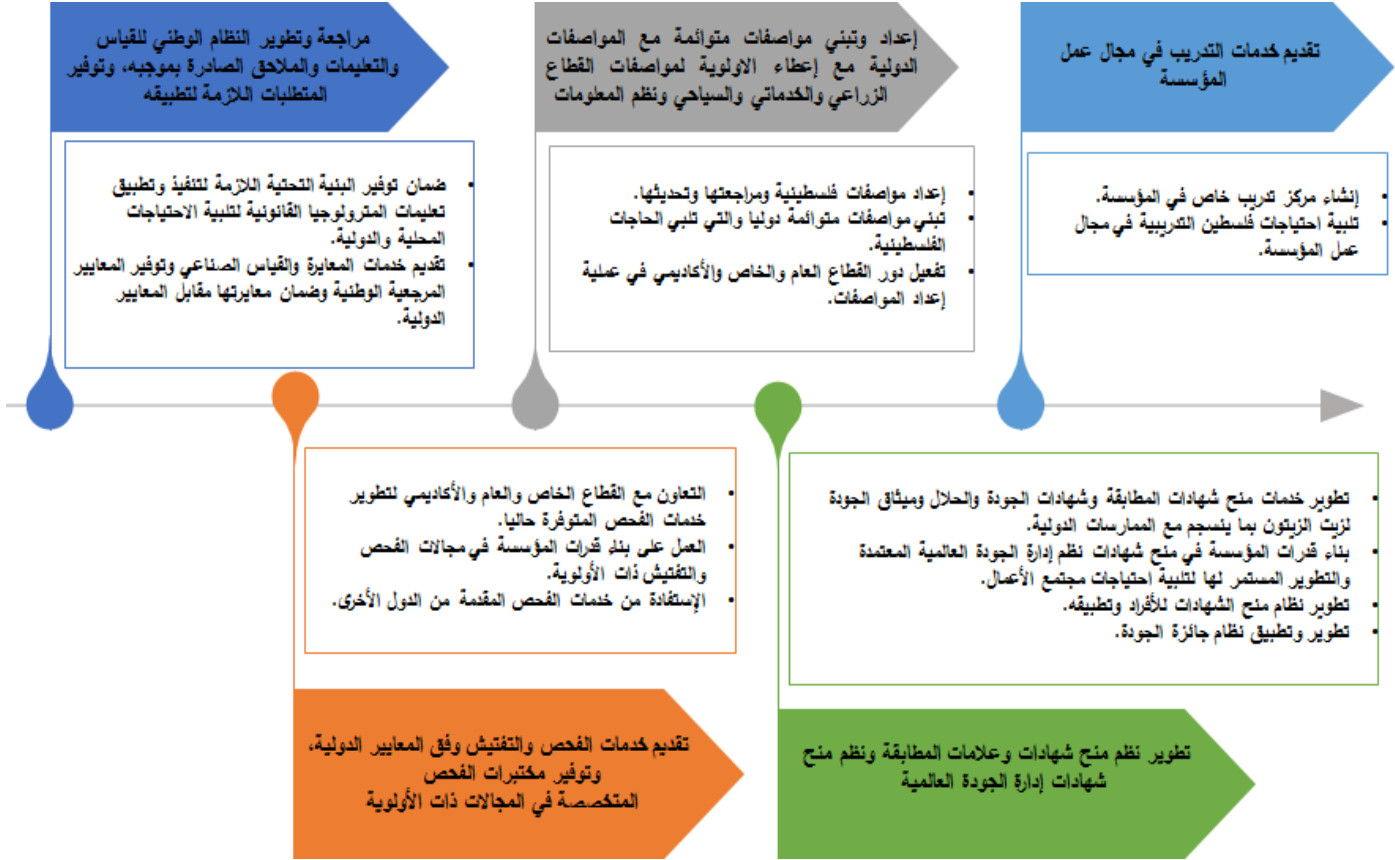 مراجعة وتطوير النظام الوطني للقياس
والتعليمات والملاحق الصادرة بموجبه، وتوفير
المتطلبات اللازمة لتطبيقه
• ضمان توفير البنية التحتية اللازمة لتنفيذ وتطبيق
تعليمات المترولوجيا القانونية لتلبية الاحتياجات
المحلية والدولية.
• تقديم خدمات المعايرة والقياس الصناعي وتوفير المعايير
المرجعية الوطنية وضمان معايرتها مقابل المعايير
الدولية.
إعداد وتبني مواصفات متوائمة مع المواصفات
الدولية مع إعطاء الاولوية لمواصفات القطاع
الزراعي والخدماتي والسياحي ونظم المعلومات
• إعداد مواصفات فلسطينية ومراجعتها وتحديثها.
• تبني مواصفات متوائمة دوليا والتي تلبي الحاجات
الفلسطينية.
• تفعيل دور القطاع العام والخاص والأكاديمي في عملية
إعداد المواصفات.
تقديم خدمات التدريب في مجال عمل
المؤسسة
• إنشاء مركز تدريب خاص في المؤسسة.
• تلبية احتياجات فلسطين التدريبية في مجال
عمل المؤسسة.
• التعاون مع القطاع الخاص والعام والأكاديمي لتطوير
خدمات الفحص المتوفرة حاليا.
• العمل على بناء قدرات المؤسسة في مجالات الفحص
والتفتيش ذات الأولوية.
• الإستفادة من خدمات الفحص المقدمة من الدول الأخرى.
تقديم خدمات الفحص والتفتيش وفق المعايير الدولية،
وتوفير مختبرات الفحص
المتخصصة في المجالات ذات الأولوية
• تطوير خدمات منح شهادات المطابقة وشهادات الجودة والحلال وميثاق الجودة
لزيت الزيتون بما ينسجم مع الممارسات الدولية.
• بناء قدرات المؤسسة في منح شهادات نظم إدارة الجودة العالمية المعتمدة
والتطوير المستمر لها لتلبية احتياجات مجتمع الأعمال.
• تطوير نظام منح الشهادات للأفراد وتطبيقه.
• تطوير وتطبيق نظام جائزة الجودة.
تطوير نظم منح شهادات وعلامات المطابقة ونظم منح
شهادات إدارة الجودة العالمية